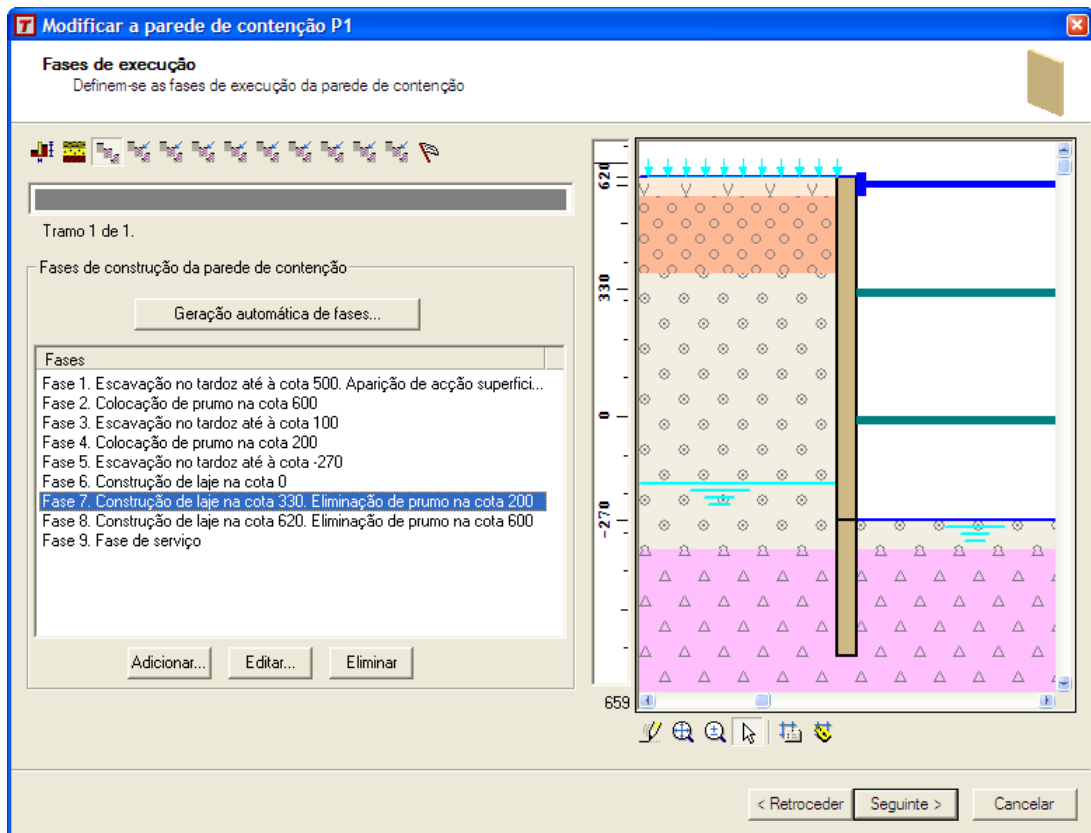 Modificar a parede de contenção P1
Fases de execução
Definem-se as fases de execução da parede de contenção
Tramo 1 de 1.
Fases de construção da parede de contenção
Geração automática de fases...
Fases
Fase 1. Escavação no tardoz até à cota 500. Aparição de acção superfici...
Fase 2. Colocação de prumo na cota 600
Fase 3. Escavação no tardoz até à cota 100
Fase 4. Colocação de prumo na cota 200
Fase 5. Escavação no tardoz até à cota -270
Fase 6. Construção de laje na cota 0
Fase 7. Construção de laje na cota 330. Eliminação de prumo na cota 200
Fase 8. Construção de laje na cota 620. Eliminação de prumo na cota 600
Fase 9. Fase de serviço
Adicionar...
Editar...
Eliminar
620
330
0
-270
659
< Retroceder
Seguinte >
Cancelar